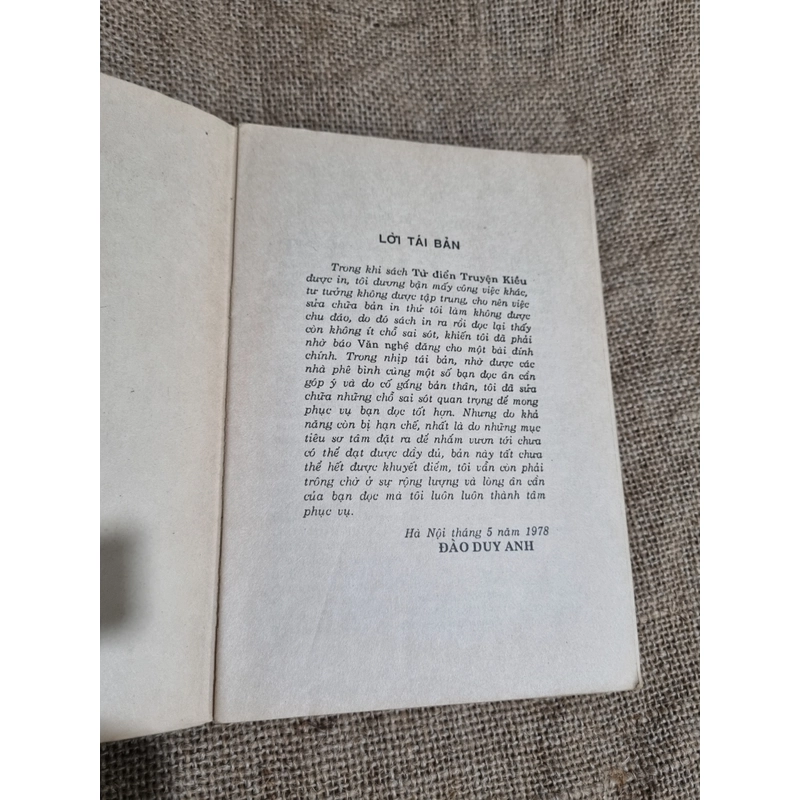 LỜI TÁI BẢN
Trong khi sách Từ điển Truyện Kiều
được in, tôi đương bận mấy công việc khác,
tư tưởng không được tập trung, cho nên việc
sửa chữa bản in thử tôi làm không được
chu đáo, do đó sách in ra rồi đọc lại thấy
còn không ít chỗ sai sót, khiến tôi đã phải
nhờ báo Văn nghệ đăng cho một bài đính
chính. Trong nhịp tái bản, nhờ được các
nhà phê bình cùng một số bạn đọc ân cần
góp ý và do cố gắng bản thân, tôi đã sửa
chữa những chỗ sai sót quan trọng để mong
phục vụ bạn đọc tốt hơn. Nhưng do khả
năng còn bị hạn chế, nhất là do những mục
tiêu sơ tâm đặt ra để nhắm vươn tới chưa
có thể đạt được đầy đủ, bản này tất chưa
thể hết được khuyết điểm, tôi vẫn còn phải
trông chờ ở sự rộng lượng và lòng ân cần
của bạn đọc mà tôi luôn luôn thành tâm
phục vụ.
Hà Nội tháng 5 năm 1978
ĐÀO DUY ANH